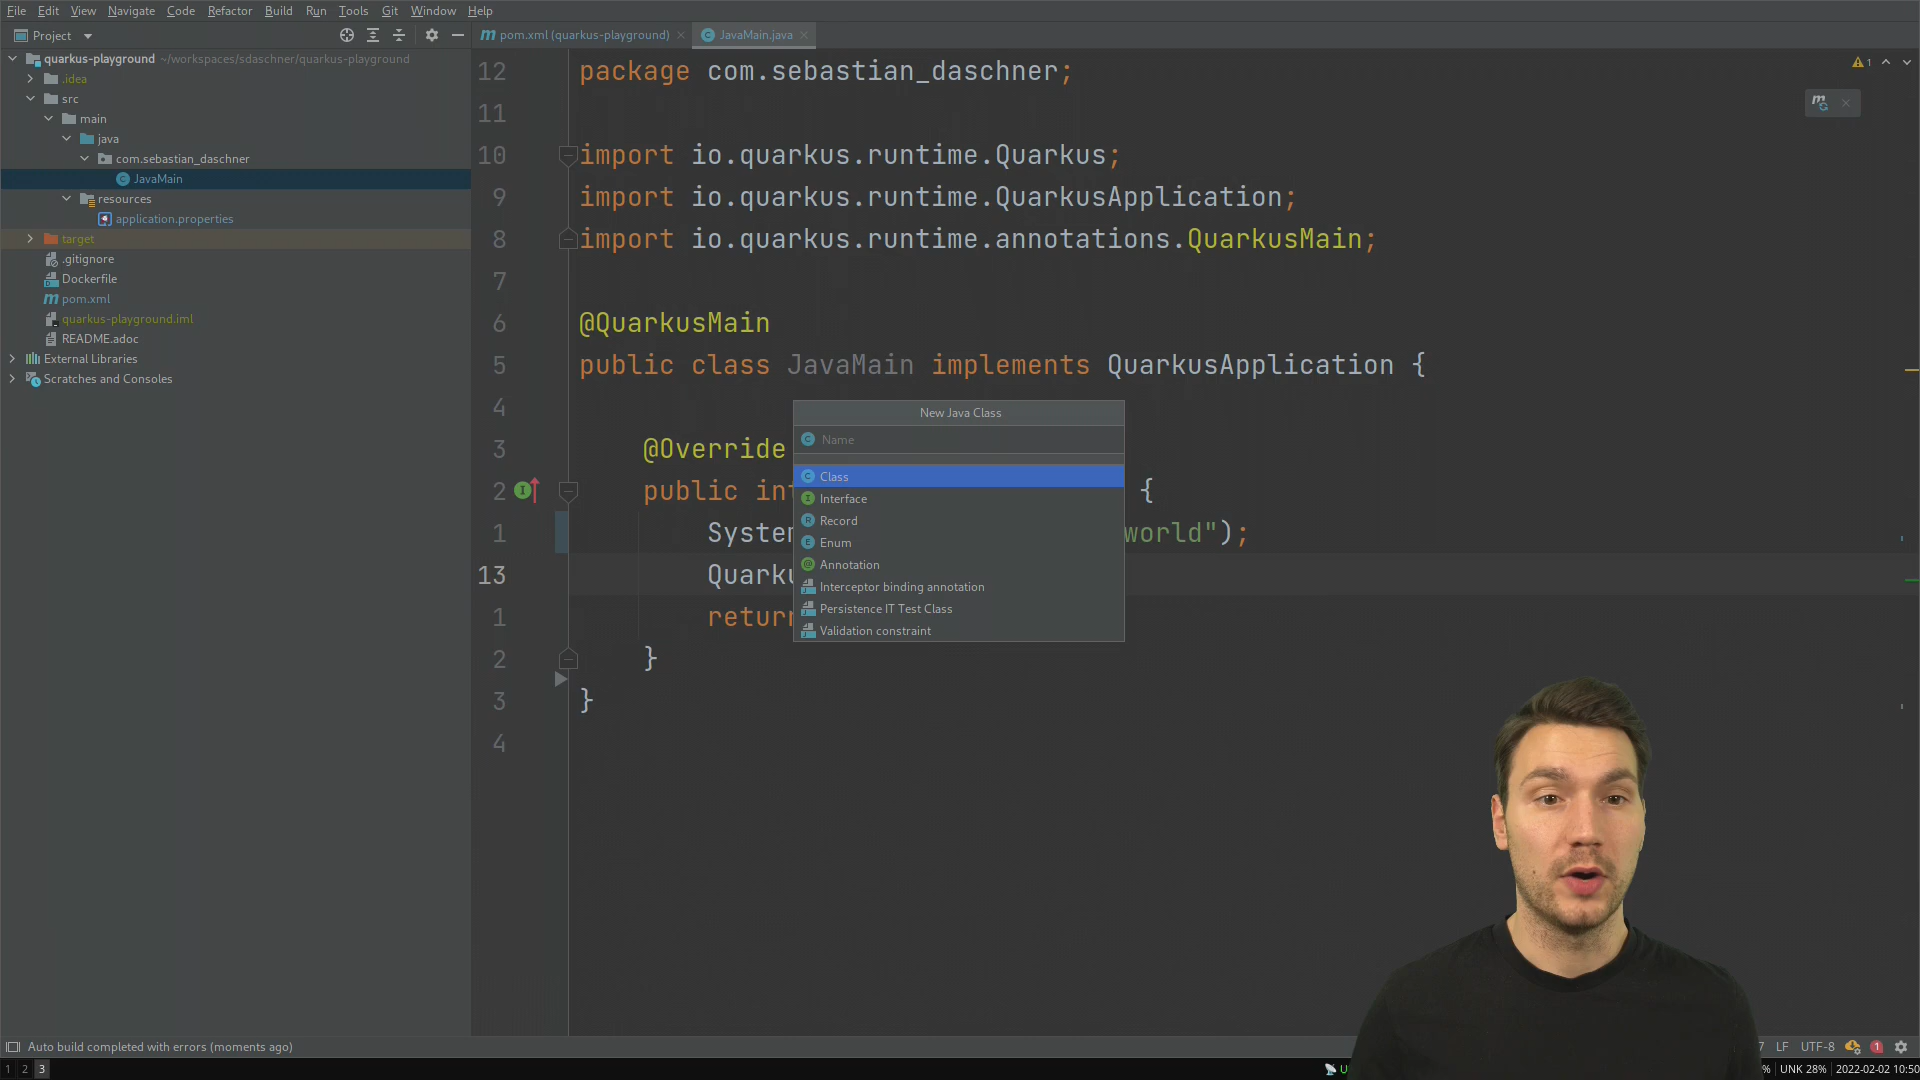 File Edit View Navigate Code Refactor Build Run Tools Git Window Help
Project
pom.xml (quarkus-playground)
JavaMain.java
quarkus-playground ~/workspaces/sdaschner/quarkus-playground
.idea
src
main
java
com.sebastian_daschner
JavaMain
resources
application.properties
target
.gitignore
Dockerfile
pom.xml
quarkus-playground.iml
README.adoc
External Libraries
Scratches and Consoles
12 package com.sebastian_daschner;
1
11
10 import io.quarkus.runtime.Quarkus;
9 import io.quarkus.runtime.QuarkusApplication;
8 import io.quarkus.runtime.annotations.QuarkusMain;
7
6 @QuarkusMain
5 public class JavaMain implements QuarkusApplication {
4
3 @Override
2 public int {
1 System world");
13 Quarku
1 return
2 }
3 }
4
New Java Class
Name
Class
Interface
Record
Enum
Annotation
Interceptor binding annotation
Persistence IT Test Class
Validation constraint
Auto build completed with errors (moments ago)
7 LF UTF-8 1
1 2 3
U % | UNK 28% | 2022-02-02 10:50